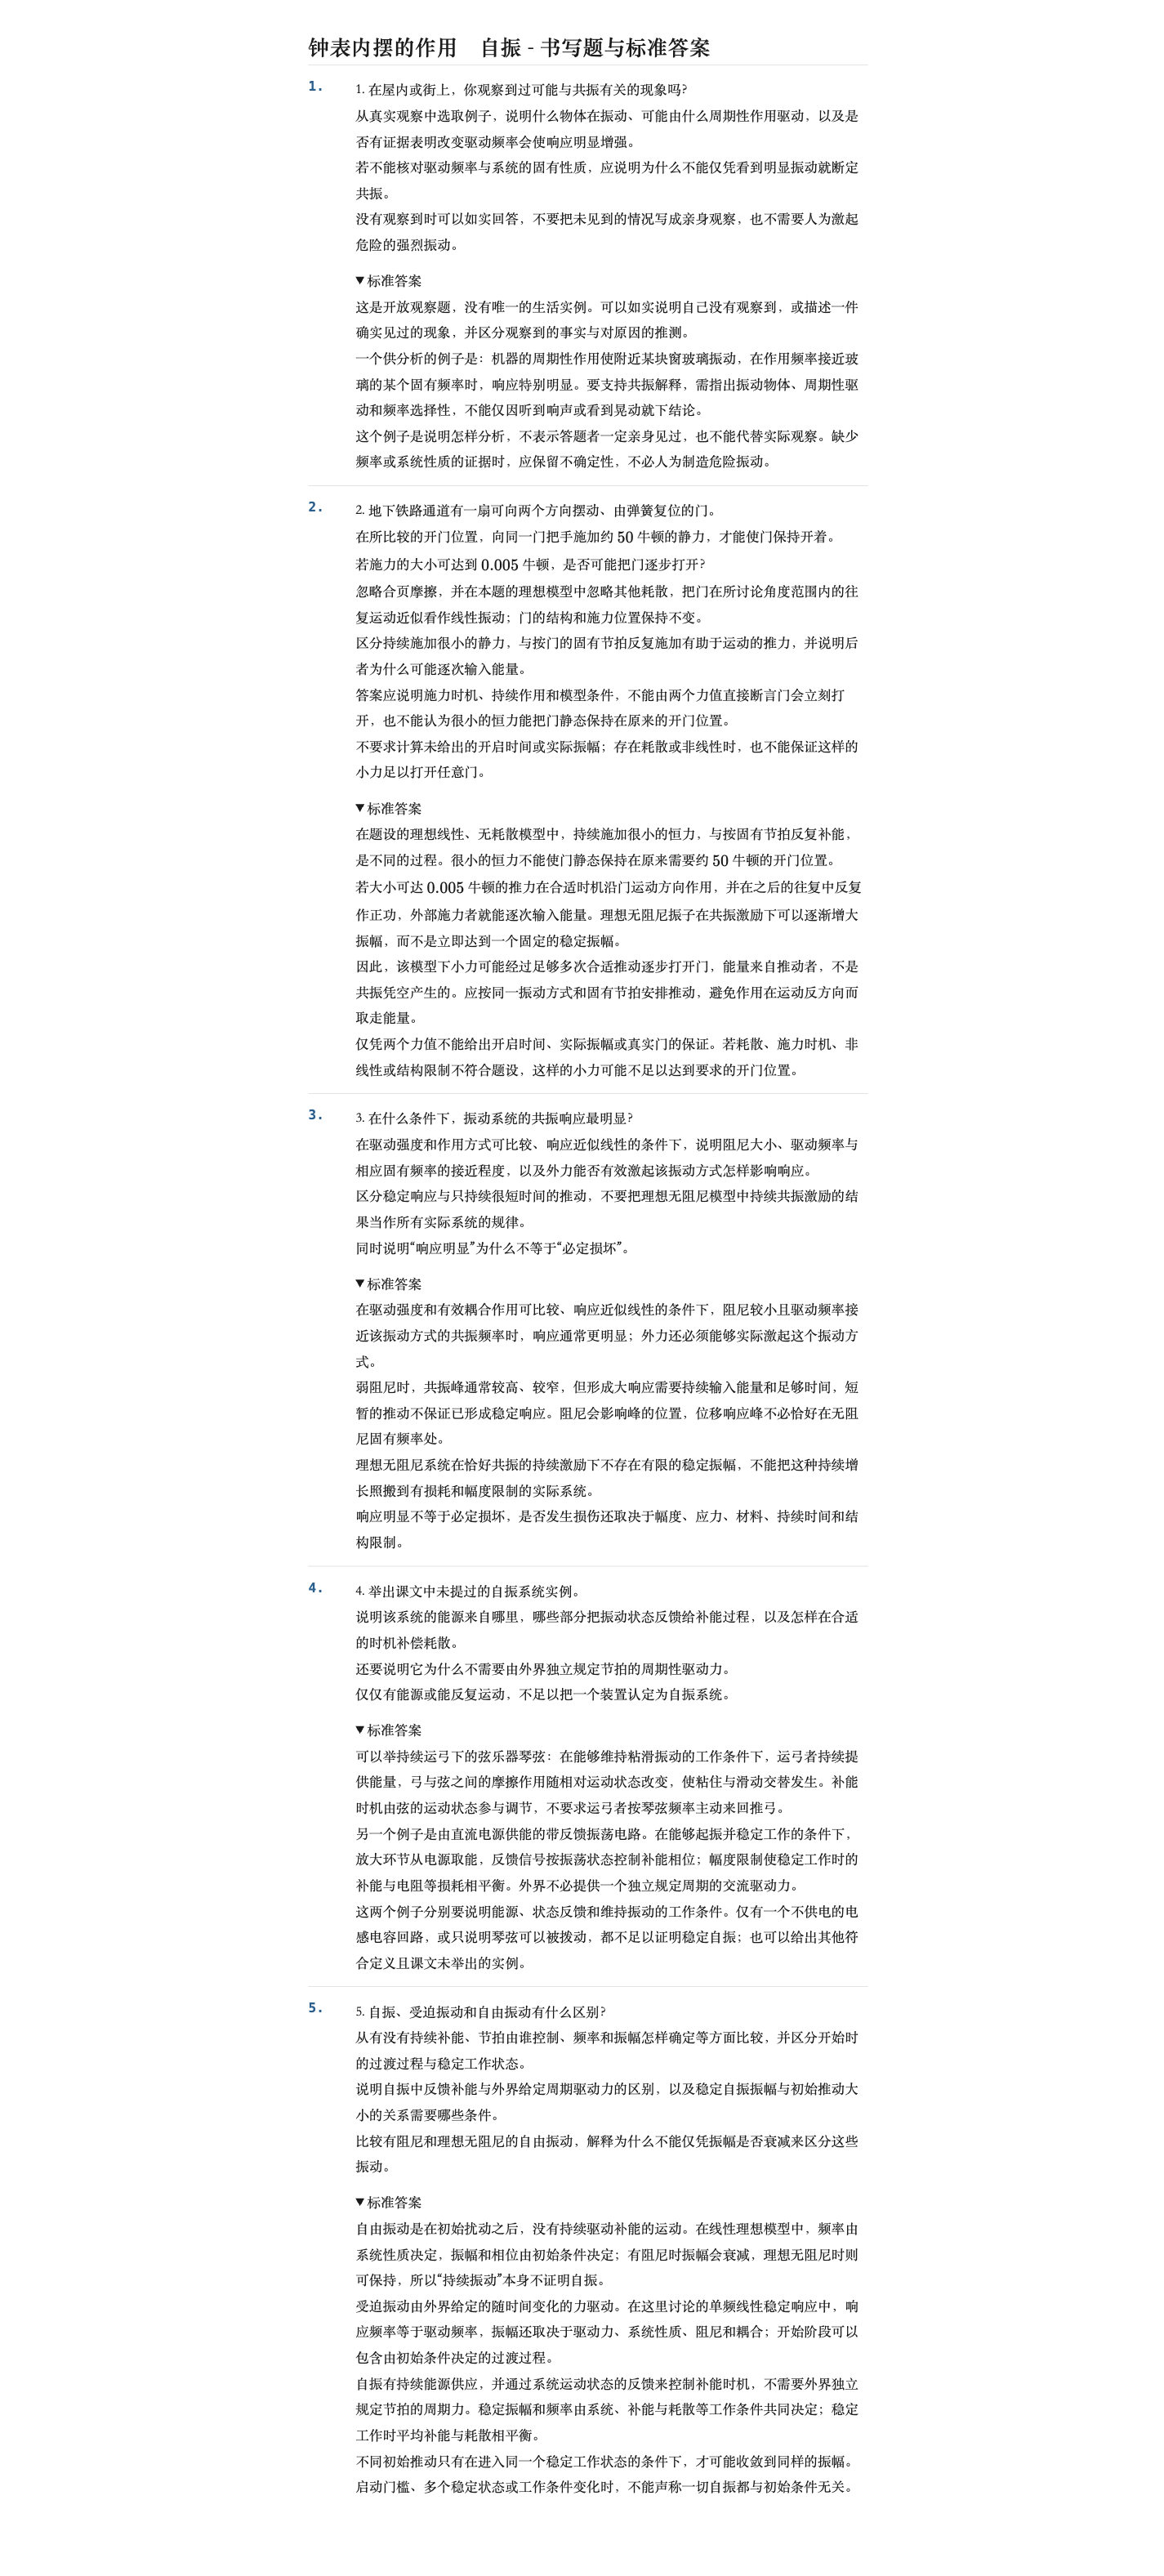 钟表内摆的作用　自振 - 书写题与标准答案
1.
1. 在屋内或街上，你观察到过可能与共振有关的现象吗?
从真实观察中选取例子，说明什么物体在振动、可能由什么周期性作用驱动，以及是
否有证据表明改变驱动频率会使响应明显增强。
若不能核对驱动频率与系统的固有性质，应说明为什么不能仅凭看到明显振动就断定
共振。
没有观察到时可以如实回答，不要把未见到的情况写成亲身观察，也不需要人为激起
危险的强烈振动。
▼标准答案
这是开放观察题，没有唯一的生活实例。可以如实说明自己没有观察到，或描述一件
确实见过的现象，并区分观察到的事实与对原因的推测。
一个供分析的例子是：机器的周期性作用使附近某块窗玻璃振动，在作用频率接近玻
璃的某个固有频率时，响应特别明显。要支持共振解释，需指出振动物体、周期性驱
动和频率选择性，不能仅因听到响声或看到晃动就下结论。
这个例子是说明怎样分析，不表示答题者一定亲身见过，也不能代替实际观察。缺少
频率或系统性质的证据时，应保留不确定性，不必人为制造危险振动。
2.
2. 地下铁路通道有一扇可向两个方向摆动、由弹簧复位的门。
在所比较的开门位置，向同一门把手施加约 50 牛顿的静力，才能使门保持开着。
若施力的大小可达到 0.005 牛顿，是否可能把门逐步打开?
忽略合页摩擦，并在本题的理想模型中忽略其他耗散，把门在所讨论角度范围内的往
复运动近似看作线性振动；门的结构和施力位置保持不变。
区分持续施加很小的静力，与按门的固有节拍反复施加有助于运动的推力，并说明后
者为什么可能逐次输入能量。
答案应说明施力时机、持续作用和模型条件，不能由两个力值直接断言门会立刻打
开，也不能认为很小的恒力能把门静态保持在原来的开门位置。
不要求计算未给出的开启时间或实际振幅；存在耗散或非线性时，也不能保证这样的
小力足以打开任意门。
▼标准答案
在题设的理想线性、无耗散模型中，持续施加很小的恒力，与按固有节拍反复补能，
是不同的过程。很小的恒力不能使门静态保持在原来需要约 50 牛顿的开门位置。
若大小可达 0.005 牛顿的推力在合适时机沿门运动方向作用，并在之后的往复中反复
作正功，外部施力者就能逐次输入能量。理想无阻尼振子在共振激励下可以逐渐增大
振幅，而不是立即达到一个固定的稳定振幅。
因此，该模型下小力可能经过足够多次合适推动逐步打开门，能量来自推动者，不是
共振凭空产生的。应按同一振动方式和固有节拍安排推动，避免作用在运动反方向而
取走能量。
仅凭两个力值不能给出开启时间、实际振幅或真实门的保证。若耗散、施力时机、非
线性或结构限制不符合题设，这样的小力可能不足以达到要求的开门位置。
3.
3. 在什么条件下，振动系统的共振响应最明显?
在驱动强度和作用方式可比较、响应近似线性的条件下，说明阻尼大小、驱动频率与
相应固有频率的接近程度，以及外力能否有效激起该振动方式怎样影响响应。
区分稳定响应与只持续很短时间的推动，不要把理想无阻尼模型中持续共振激励的结
果当作所有实际系统的规律。
同时说明“响应明显”为什么不等于“必定损坏”。
▼标准答案
在驱动强度和有效耦合作用可比较、响应近似线性的条件下，阻尼较小且驱动频率接
近该振动方式的共振频率时，响应通常更明显；外力还必须能够实际激起这个振动方
式。
弱阻尼时，共振峰通常较高、较窄，但形成大响应需要持续输入能量和足够时间，短
暂的推动不保证已形成稳定响应。阻尼会影响峰的位置，位移响应峰不必恰好在无阻
尼固有频率处。
理想无阻尼系统在恰好共振的持续激励下不存在有限的稳定振幅，不能把这种持续增
长照搬到有损耗和幅度限制的实际系统。
响应明显不等于必定损坏，是否发生损伤还取决于幅度、应力、材料、持续时间和结
构限制。
4.
4. 举出课文中未提过的自振系统实例。
说明该系统的能源来自哪里，哪些部分把振动状态反馈给补能过程，以及怎样在合适
的时机补偿耗散。
还要说明它为什么不需要由外界独立规定节拍的周期性驱动力。
仅仅有能源或能反复运动，不足以把一个装置认定为自振系统。
▼标准答案
可以举持续运弓下的弦乐器琴弦：在能够维持粘滑振动的工作条件下，运弓者持续提
供能量，弓与弦之间的摩擦作用随相对运动状态改变，使粘住与滑动交替发生。补能
时机由弦的运动状态参与调节，不要求运弓者按琴弦频率主动来回推弓。
另一个例子是由直流电源供能的带反馈振荡电路。在能够起振并稳定工作的条件下，
放大环节从电源取能，反馈信号按振荡状态控制补能相位；幅度限制使稳定工作时的
补能与电阻等损耗相平衡。外界不必提供一个独立规定周期的交流驱动力。
这两个例子分别要说明能源、状态反馈和维持振动的工作条件。仅有一个不供电的电
感电容回路，或只说明琴弦可以被拨动，都不足以证明稳定自振；也可以给出其他符
合定义且课文未举出的实例。
5.
5. 自振、受迫振动和自由振动有什么区别?
从有没有持续补能、节拍由谁控制、频率和振幅怎样确定等方面比较，并区分开始时
的过渡过程与稳定工作状态。
说明自振中反馈补能与外界给定周期驱动力的区别，以及稳定自振振幅与初始推动大
小的关系需要哪些条件。
比较有阻尼和理想无阻尼的自由振动，解释为什么不能仅凭振幅是否衰减来区分这些
振动。
▼标准答案
自由振动是在初始扰动之后，没有持续驱动补能的运动。在线性理想模型中，频率由
系统性质决定，振幅和相位由初始条件决定；有阻尼时振幅会衰减，理想无阻尼时则
可保持，所以“持续振动”本身不证明自振。
受迫振动由外界给定的随时间变化的力驱动。在这里讨论的单频线性稳定响应中，响
应频率等于驱动频率，振幅还取决于驱动力、系统性质、阻尼和耦合；开始阶段可以
包含由初始条件决定的过渡过程。
自振有持续能源供应，并通过系统运动状态的反馈来控制补能时机，不需要外界独立
规定节拍的周期力。稳定振幅和频率由系统、补能与耗散等工作条件共同决定；稳定
工作时平均补能与耗散相平衡。
不同初始推动只有在进入同一个稳定工作状态的条件下，才可能收敛到同样的振幅。
启动门槛、多个稳定状态或工作条件变化时，不能声称一切自振都与初始条件无关。